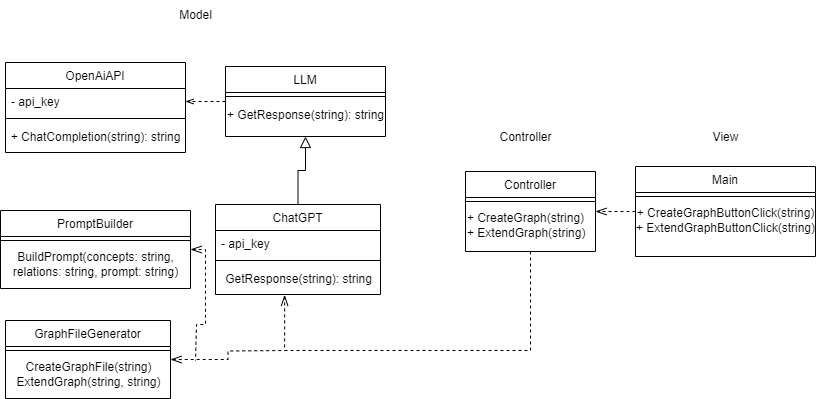 Model
OpenAiAPI
- api_key
+ ChatCompletion(string): string
LLM
+ GetResponse(string): string
Controller
View
Controller
+ CreateGraph(string)
+ ExtendGraph(string)
Main
+ CreateGraphButtonClick(string)
+ ExtendGraphButtonClick(string)
PromptBuilder
BuildPrompt(concepts: string,
relations: string, prompt: string)
ChatGPT
- api_key
GetResponse(string): string
GraphFileGenerator
CreateGraphFile(string)
ExtendGraph(string, string)